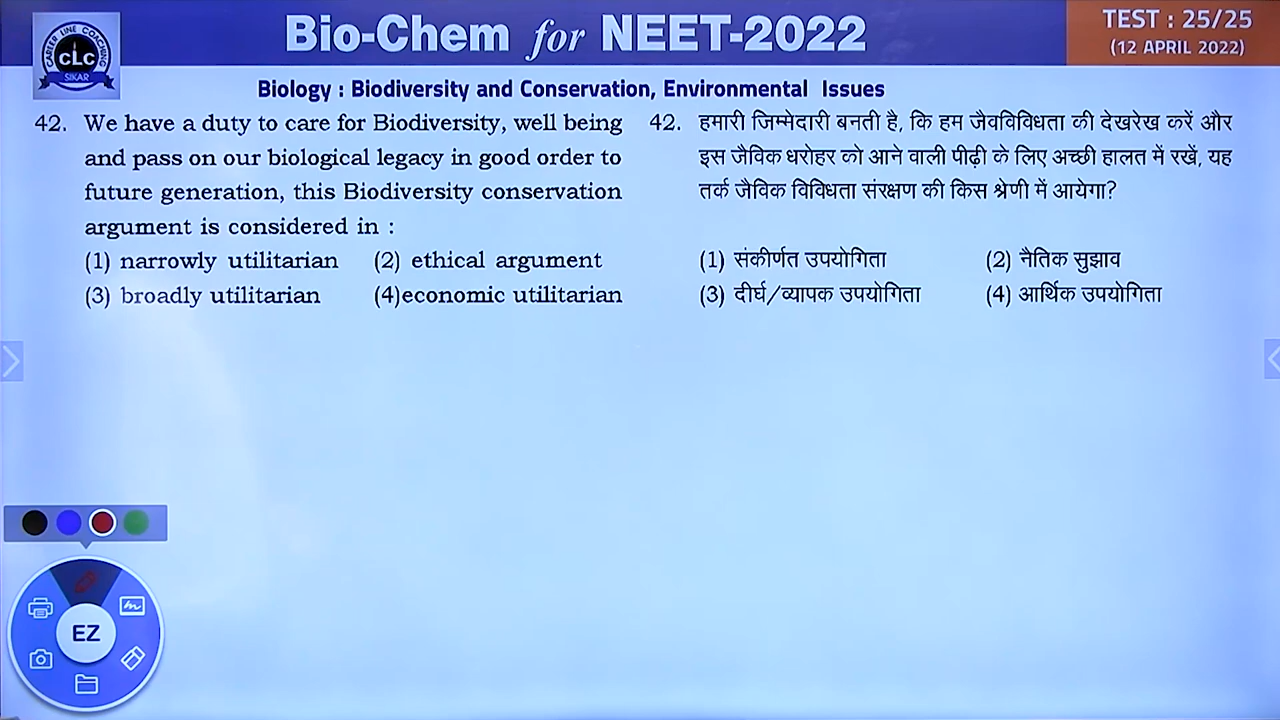 CAREER LINE COACHING
CLC
SIKAR
Bio-Chem for NEET-2022
TEST : 25/25
(12 APRIL 2022)
Biology : Biodiversity and Conservation, Environmental Issues
42. We have a duty to care for Biodiversity, well being
and pass on our biological legacy in good order to
future generation, this Biodiversity conservation
argument is considered in :
(1) narrowly utilitarian (2) ethical argument
(3) broadly utilitarian (4)economic utilitarian
42. हमारी जिम्मेदारी बनती है, कि हम जैवविविधता की देखरेख करें और
इस जैविक धरोहर को आने वाली पीढ़ी के लिए अच्छी हालत में रखें, यह
तर्क जैविक विविधता संरक्षण की किस श्रेणी में आयेगा?
(1) संकीर्णत उपयोगिता (2) नैतिक सुझाव
(3) दीर्घ/व्यापक उपयोगिता (4) आर्थिक उपयोगिता
EZ